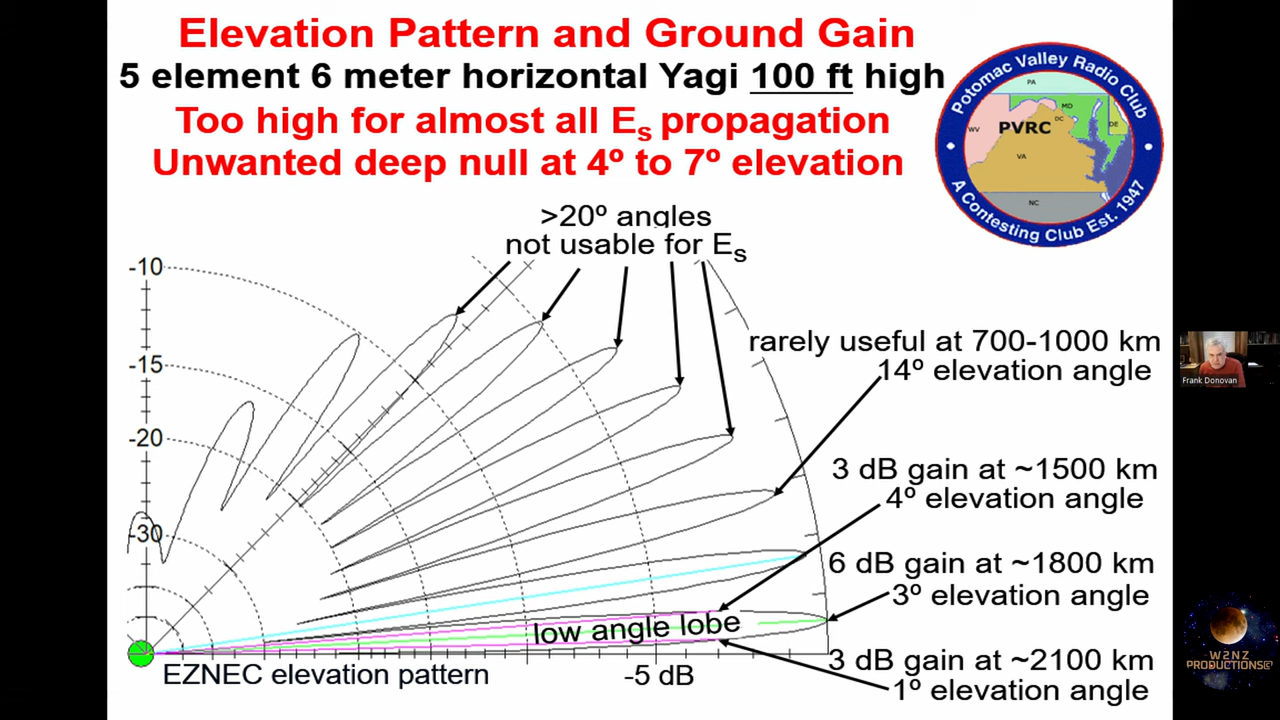 Elevation Pattern and Ground Gain
5 element 6 meter horizontal Yagi 100 ft high
Too high for almost all Es propagation
Unwanted deep null at 4º to 7º elevation
Potomac Valley Radio Club
PA
MD
DC
DE
WV
PVRC
VA
NC
A Contesting Club Est. 1947
>20º angles
not usable for Es
-10
-15
-20
-30
rarely useful at 700-1000 km
14º elevation angle
3 dB gain at ~1500 km
4º elevation angle
6 dB gain at ~1800 km
3º elevation angle
low angle lobe
3 dB gain at ~2100 km
1º elevation angle
EZNEC elevation pattern
-5 dB
Frank Donovan
W2NZ
PRODUCTIONS©